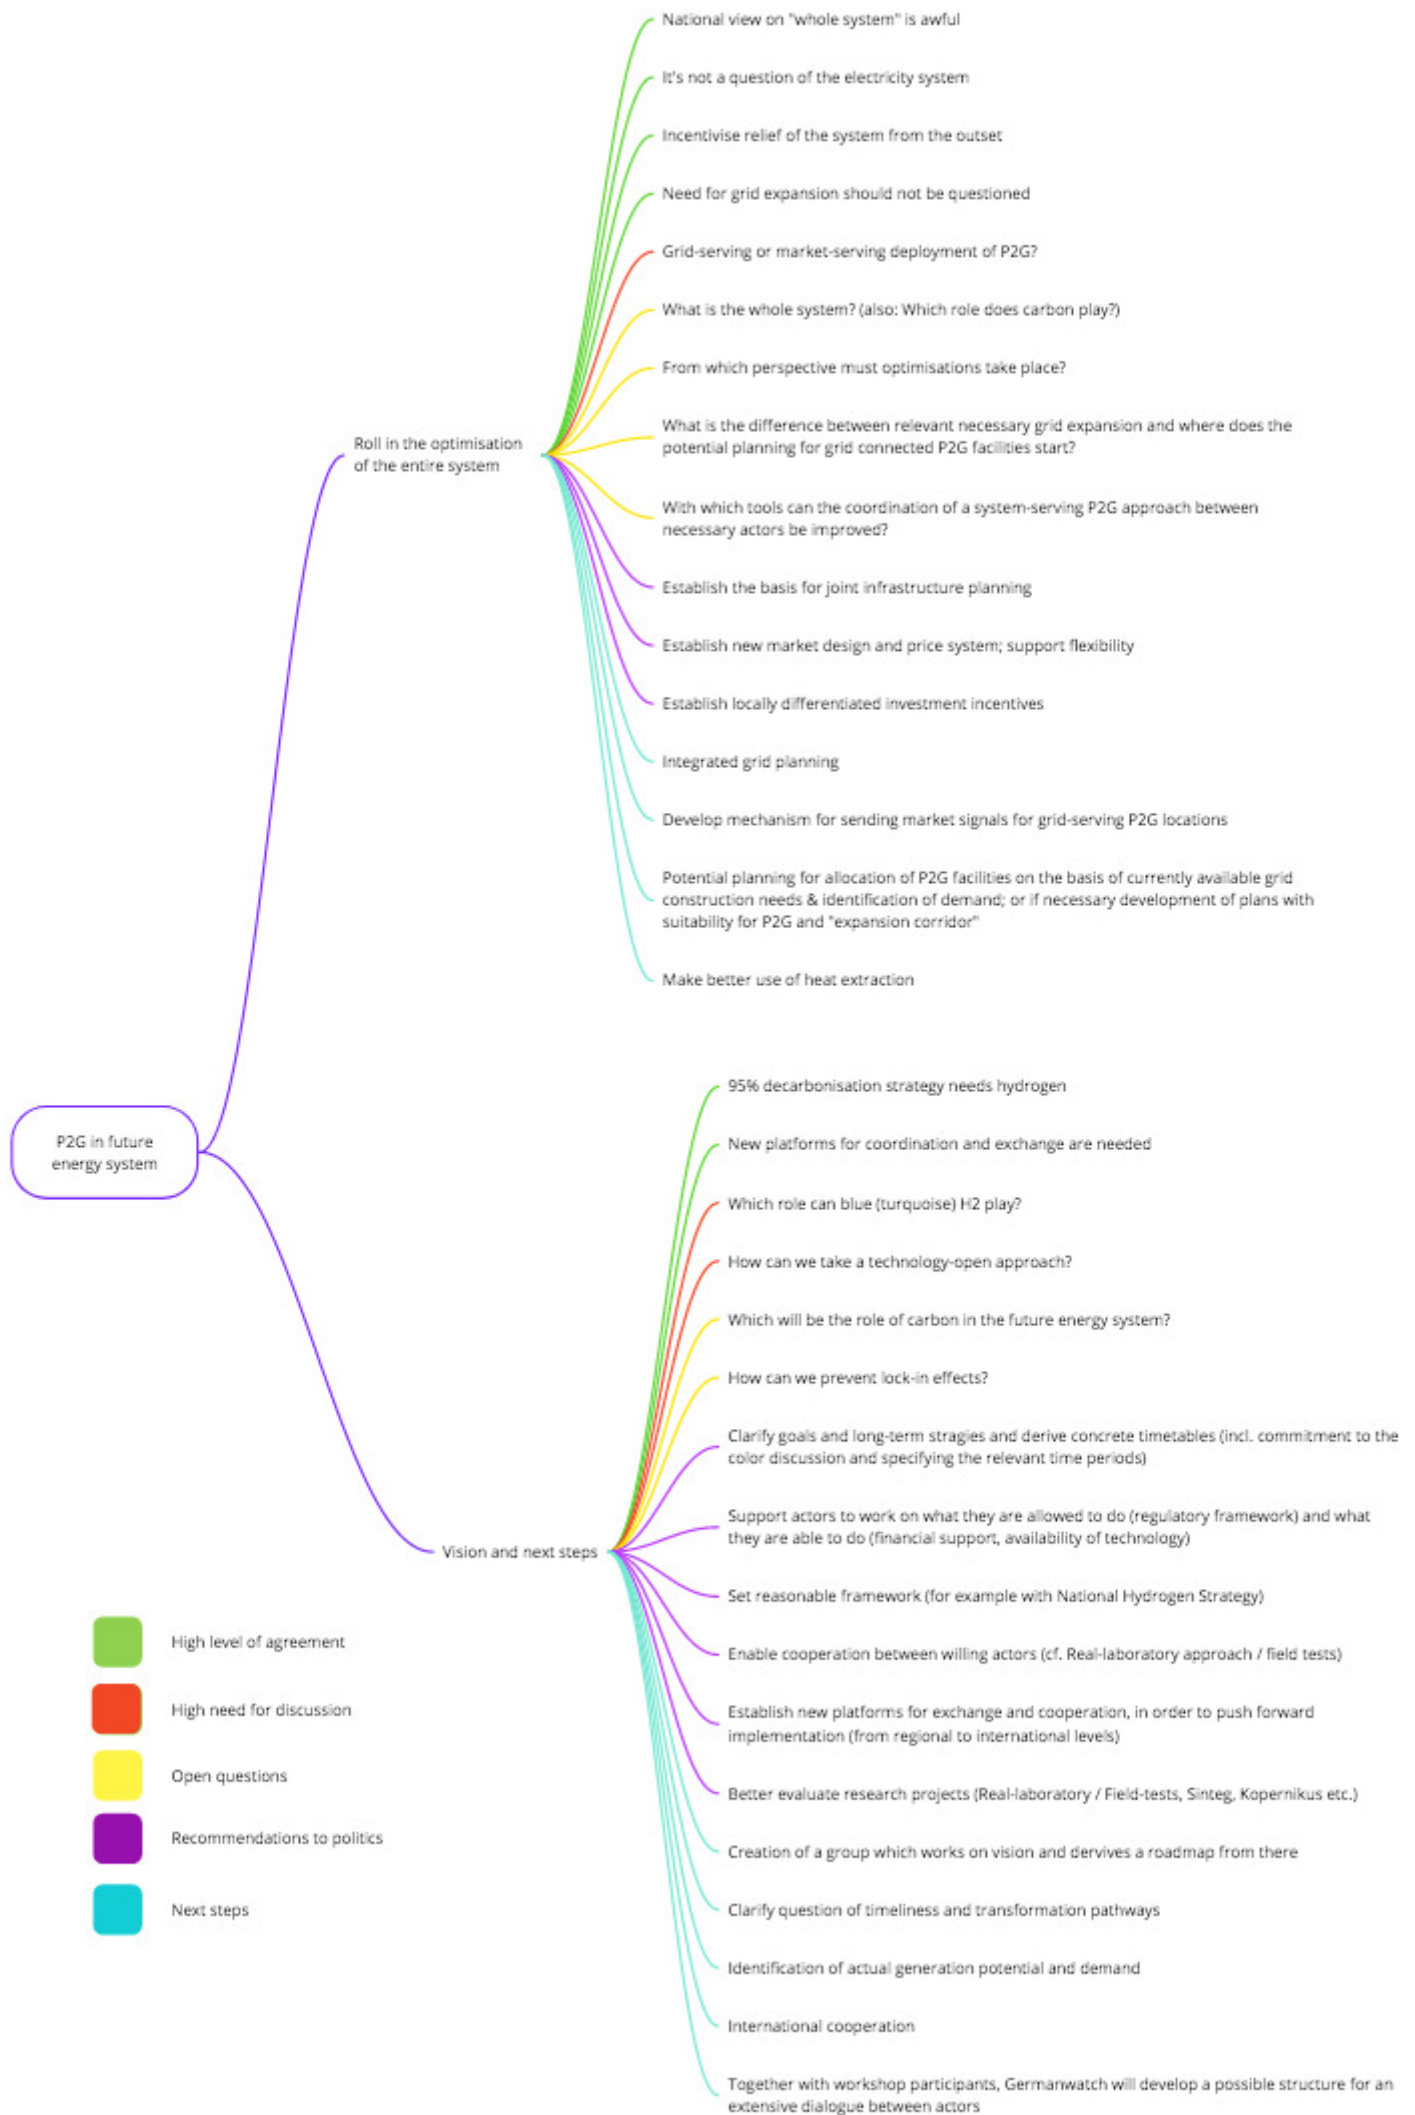 National view on "whole system" is awful
It's not a question of the electricity system
Incentivise relief of the system from the outset
Need for grid expansion should not be questioned
Grid-serving or market-serving deployment of P2G?
What is the whole system? (also: Which role does carbon play?)
From which perspective must optimisations take place?
What is the difference between relevant necessary grid expansion and where does the
potential planning for grid connected P2G facilities start?
Roll in the optimisation
of the entire system
With which tools can the coordination of a system-serving P2G approach between
necessary actors be improved?
Establish the basis for joint infrastructure planning
Establish new market design and price system; support flexibility
Establish locally differentiated investment incentives
Integrated grid planning
Develop mechanism for sending market signals for grid-serving P2G locations
Potential planning for allocation of P2G facilities on the basis of currently available grid
construction needs & identification of demand; or if necessary development of plans with
suitability for P2G and "expansion corridor"
Make better use of heat extraction
P2G in future
energy system
95% decarbonisation strategy needs hydrogen
New platforms for coordination and exchange are needed
Which role can blue (turquoise) H2 play?
How can we take a technology-open approach?
Which will be the role of carbon in the future energy system?
How can we prevent lock-in effects?
Clarify goals and long-term stragies and derive concrete timetables (incl. commitment to the
color discussion and specifying the relevant time periods)
Support actors to work on what they are allowed to do (regulatory framework) and what
they are able to do (financial support, availability of technology)
Vision and next steps
Set reasonable framework (for example with National Hydrogen Strategy)
Enable cooperation between willing actors (cf. Real-laboratory approach / field tests)
Establish new platforms for exchange and cooperation, in order to push forward
implementation (from regional to international levels)
Better evaluate research projects (Real-laboratory / Field-tests, Sinteg, Kopernikus etc.)
Creation of a group which works on vision and dervives a roadmap from there
Clarify question of timeliness and transformation pathways
Identification of actual generation potential and demand
International cooperation
Together with workshop participants, Germanwatch will develop a possible structure for an
extensive dialogue between actors
High level of agreement
High need for discussion
Open questions
Recommendations to politics
Next steps